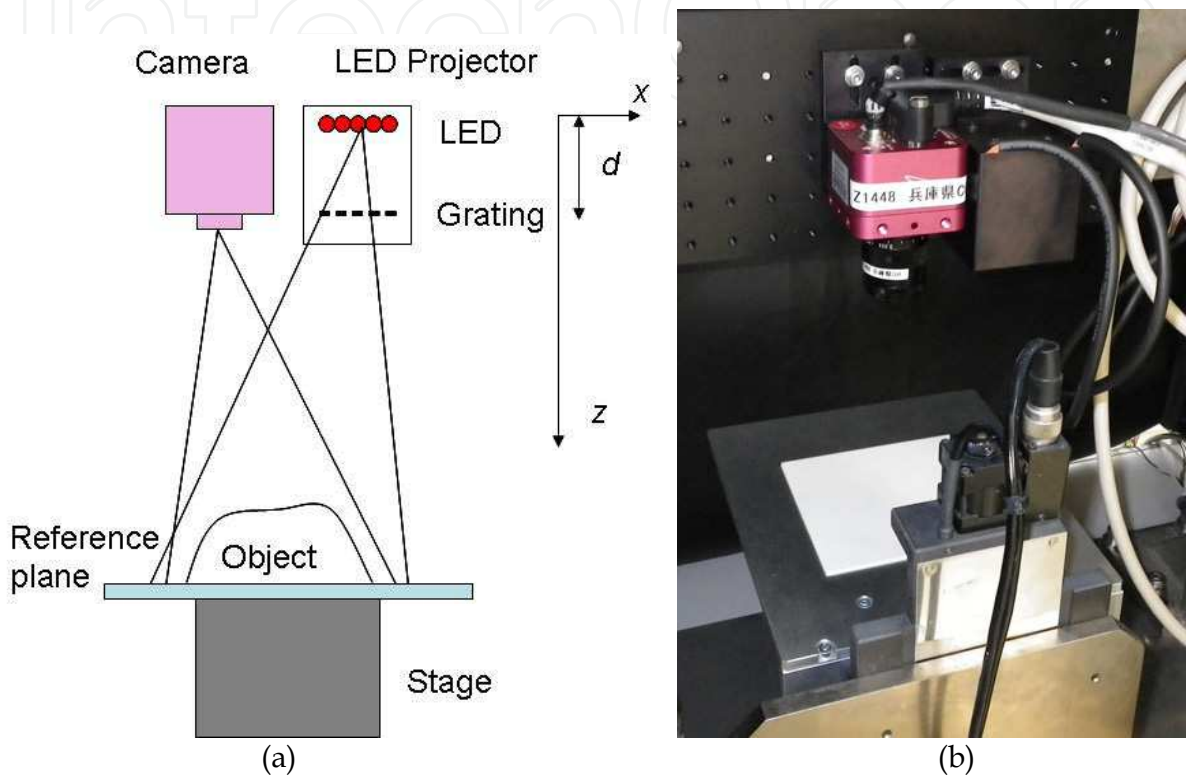 Camera
LED Projector
x
LED
d
Grating
z
Reference
plane
Object
Stage
Z1448 兵庫県
(a)
(b)